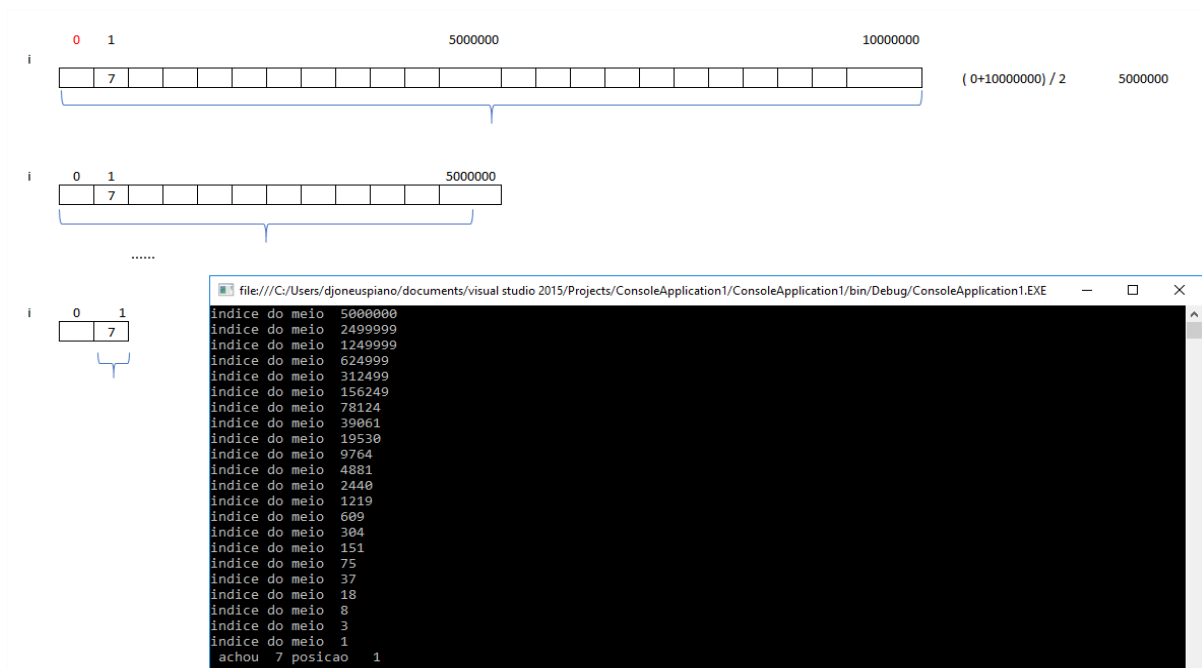 0 1 5000000 10000000
i
7 ( 0+10000000) / 2 5000000
i 0 1 5000000
7
......
file:///C:/Users/djoneuspiano/documents/visual studio 2015/Projects/ConsoleApplication1/ConsoleApplication1/bin/Debug/ConsoleApplication1.EXE
i 0 1
7
indice do meio  5000000
indice do meio  2499999
indice do meio  1249999
indice do meio  624999
indice do meio  312499
indice do meio  156249
indice do meio  78124
indice do meio  39061
indice do meio  19530
indice do meio  9764
indice do meio  4881
indice do meio  2440
indice do meio  1219
indice do meio  609
indice do meio  304
indice do meio  151
indice do meio  75
indice do meio  37
indice do meio  18
indice do meio  8
indice do meio  3
indice do meio  1
achou  7 posicao   1